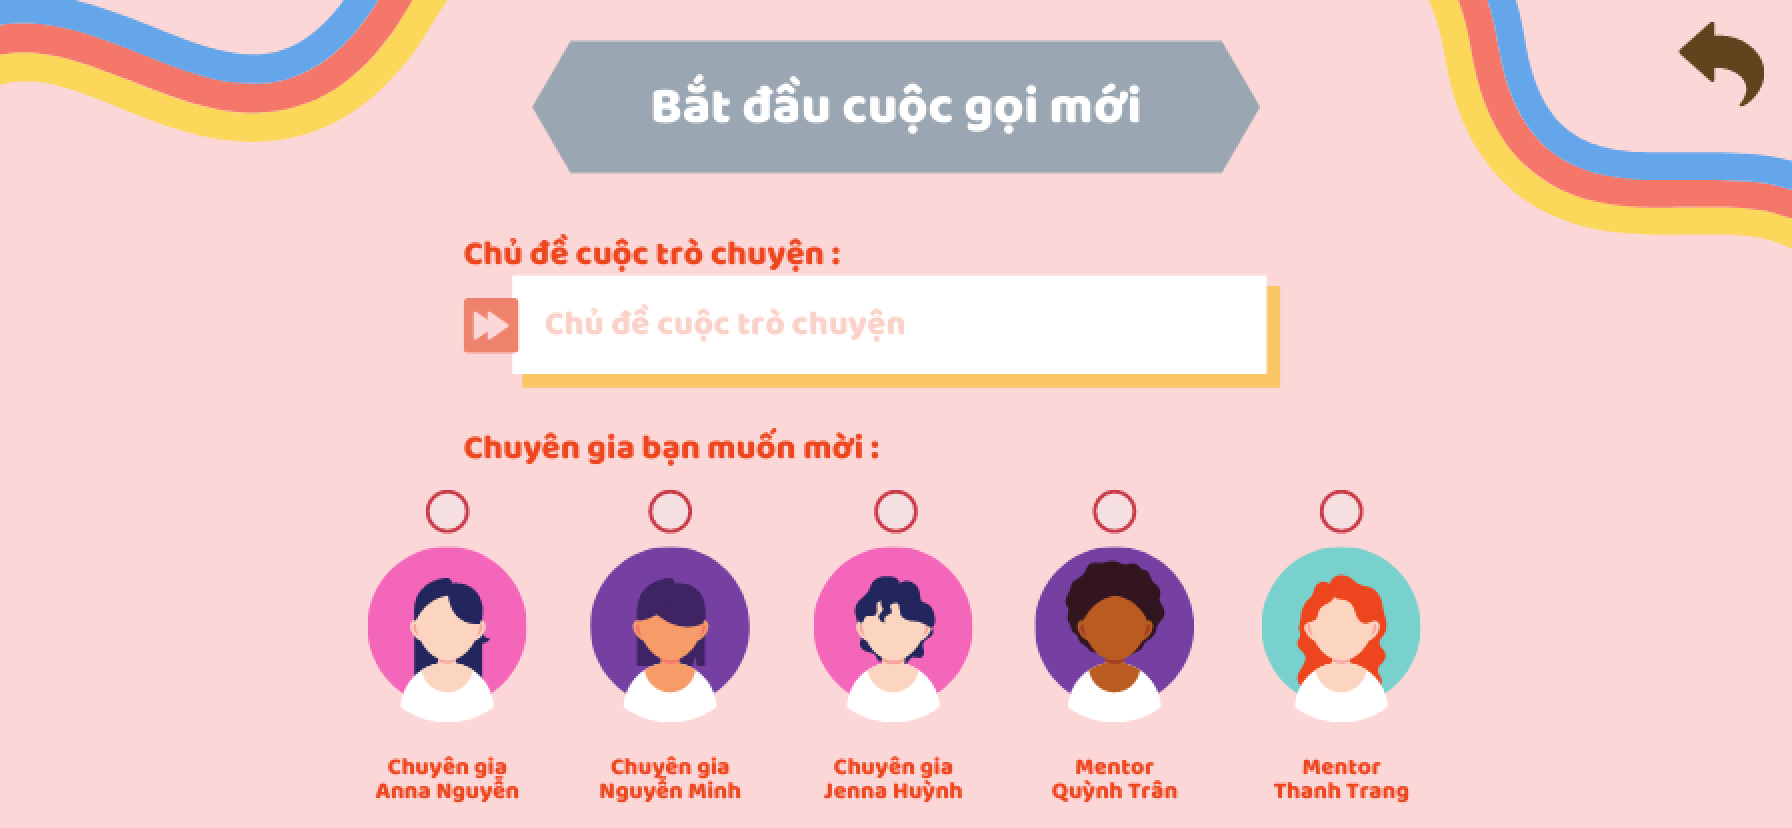 Bắt đầu cuộc gọi mới
Chủ đề cuộc trò chuyện :
Chủ đề cuộc trò chuyện
Chuyên gia bạn muốn mời :
Chuyên gia
Anna Nguyễn
Chuyên gia
Nguyễn Minh
Chuyên gia
Jenna Huỳnh
Mentor
Quỳnh Trân
Mentor
Thanh Trang